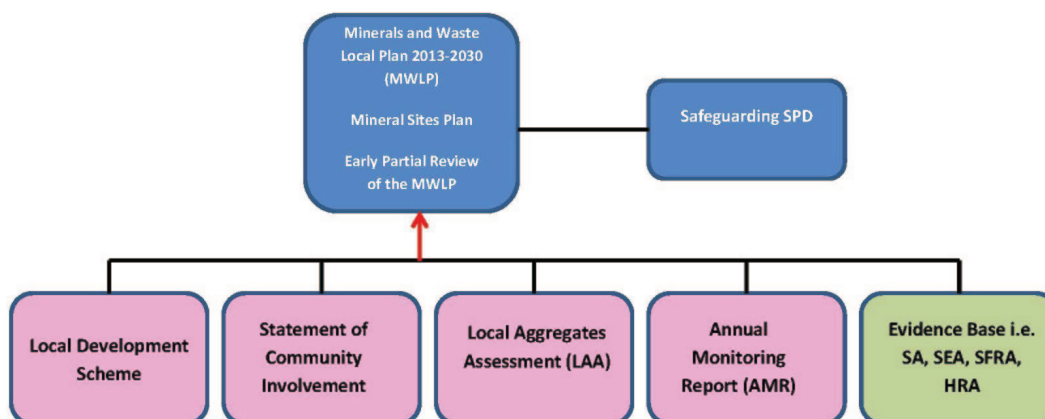 Minerals and Waste
Local Plan 2013-2030
(MWLP)
Mineral Sites Plan
Early Partial Review
of the MWLP
Safeguarding SPD
Local Development
Scheme
Statement of
Community
Involvement
Local Aggregates
Assessment (LAA)
Annual
Monitoring
Report (AMR)
Evidence Base i.e.
SA, SEA, SFRA,
HRA